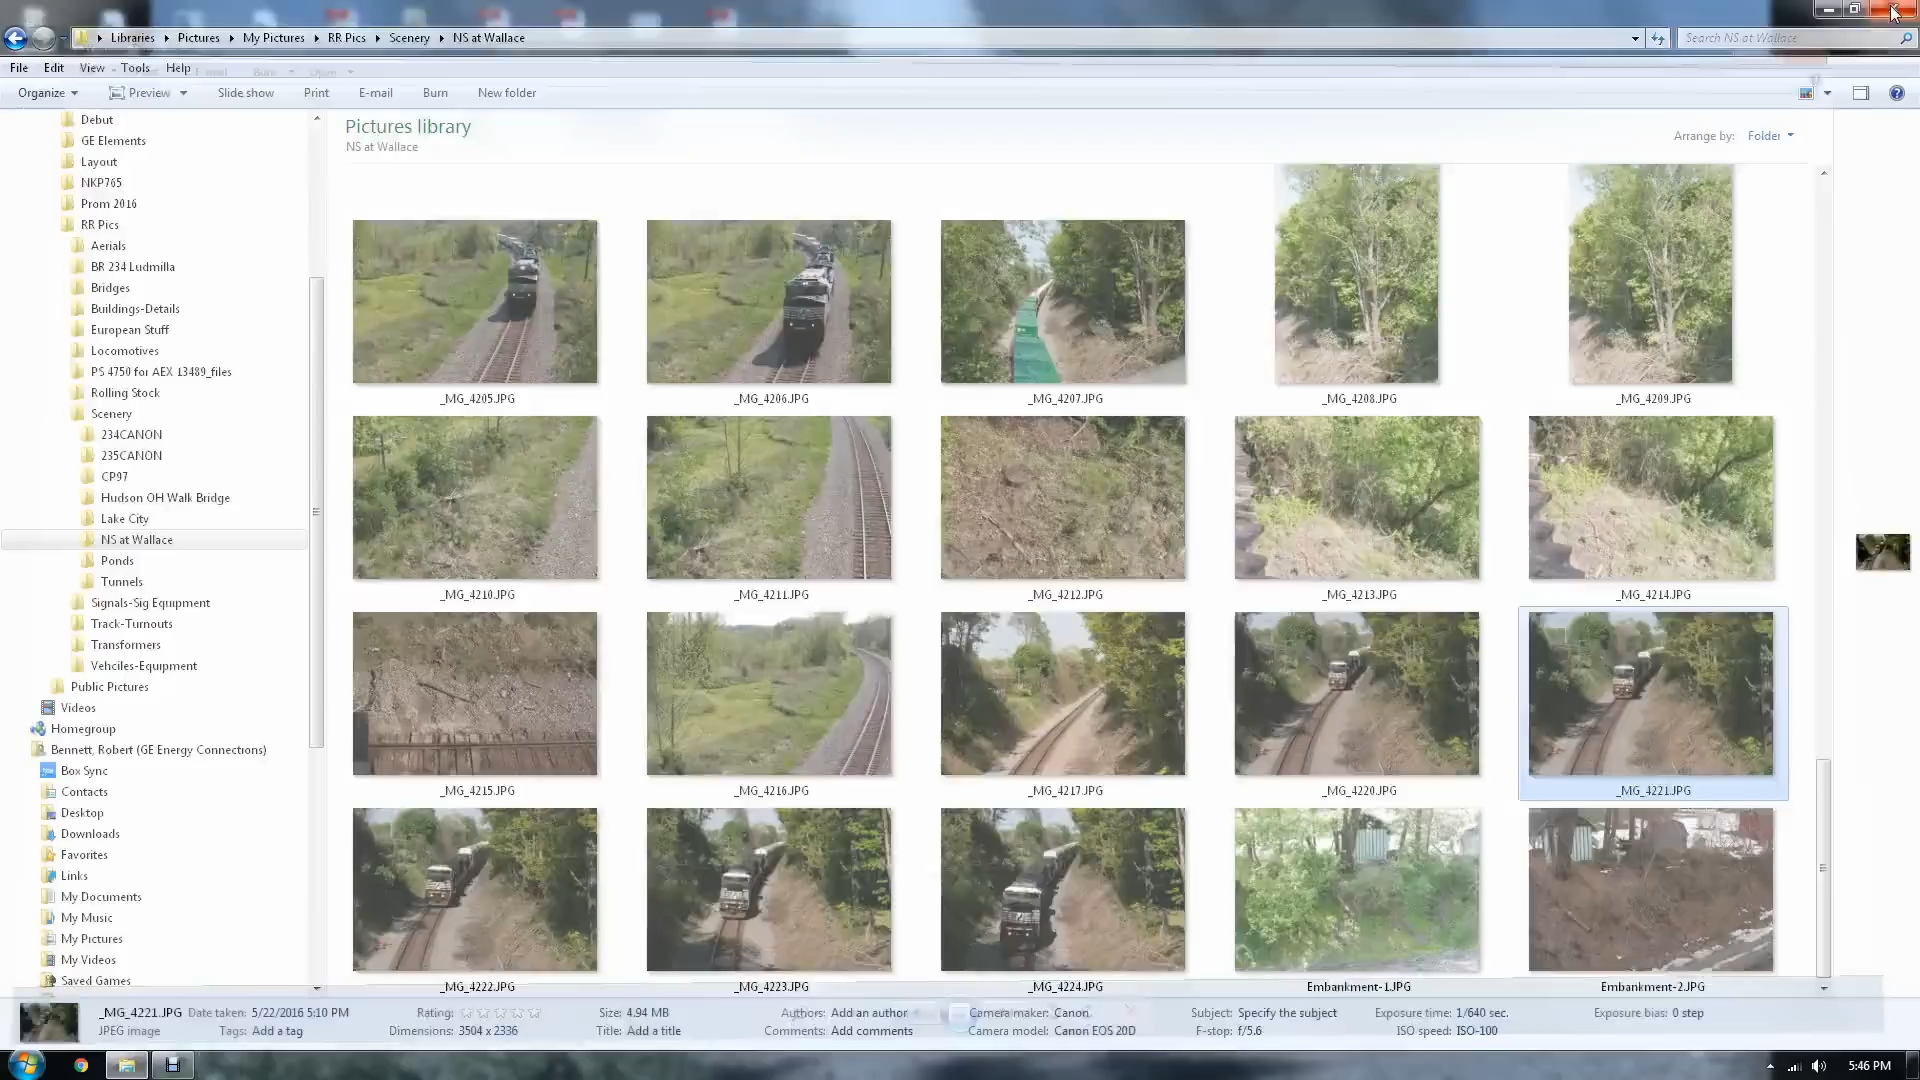 Libraries Pictures My Pictures RR Pics Scenery NS at Wallace
Search NS at Wallace
File Edit View Tools Help
Organize Preview Slide show Print E-mail Burn New folder
Pictures library
NS at Wallace
Arrange by: Folder
Debut
GE Elements
Layout
NKP765
Prom 2016
RR Pics
Aerials
BR 234 Ludmilla
Bridges
Buildings-Details
European Stuff
Locomotives
PS 4750 for AEX 13489_files
Rolling Stock
Scenery
234CANON
235CANON
CP97
Hudson OH Walk Bridge
Lake City
NS at Wallace
Ponds
Tunnels
Signals-Sig Equipment
Track-Turnouts
Transformers
Vehciles-Equipment
Public Pictures
Videos
Homegroup
Bennett, Robert (GE Energy Connections)
Box Sync
Contacts
Desktop
Downloads
Favorites
Links
My Documents
My Music
My Pictures
My Videos
Saved Games
_MG_4205.JPG _MG_4206.JPG _MG_4207.JPG _MG_4208.JPG _MG_4209.JPG
_MG_4210.JPG _MG_4211.JPG _MG_4212.JPG _MG_4213.JPG _MG_4214.JPG
_MG_4215.JPG _MG_4216.JPG _MG_4217.JPG _MG_4220.JPG _MG_4221.JPG
_MG_4222.JPG _MG_4223.JPG _MG_4224.JPG Embankment-1.JPG Embankment-2.JPG
_MG_4221.JPG Date taken: 5/22/2016 5:10 PM Rating: Size: 4.94 MB Authors: Add an author Camera maker: Canon Subject: Specify the subject Exposure time: 1/640 sec. Exposure bias: 0 step
JPEG image Tags: Add a tag Dimensions: 3504 x 2336 Title: Add a title Comments: Add comments Camera model: Canon EOS 20D F-stop: f/5.6 ISO speed: ISO-100
5:46 PM